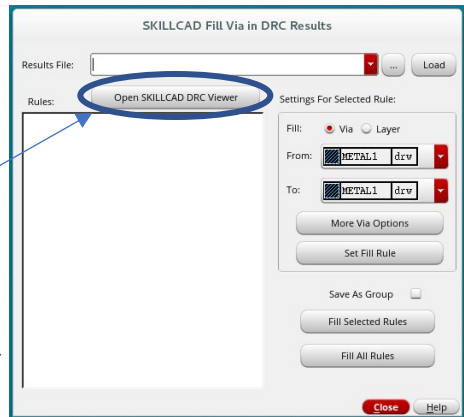 SKILLCAD Fill Via in DRC Results
Results File: ... Load
Rules: Open SKILLCAD DRC Viewer Settings For Selected Rule:
Fill: Via Layer
From: METAL1 drw
To: METAL1 drw
More Via Options
Set Fill Rule
Save As Group
Fill Selected Rules
Fill All Rules
Close Help